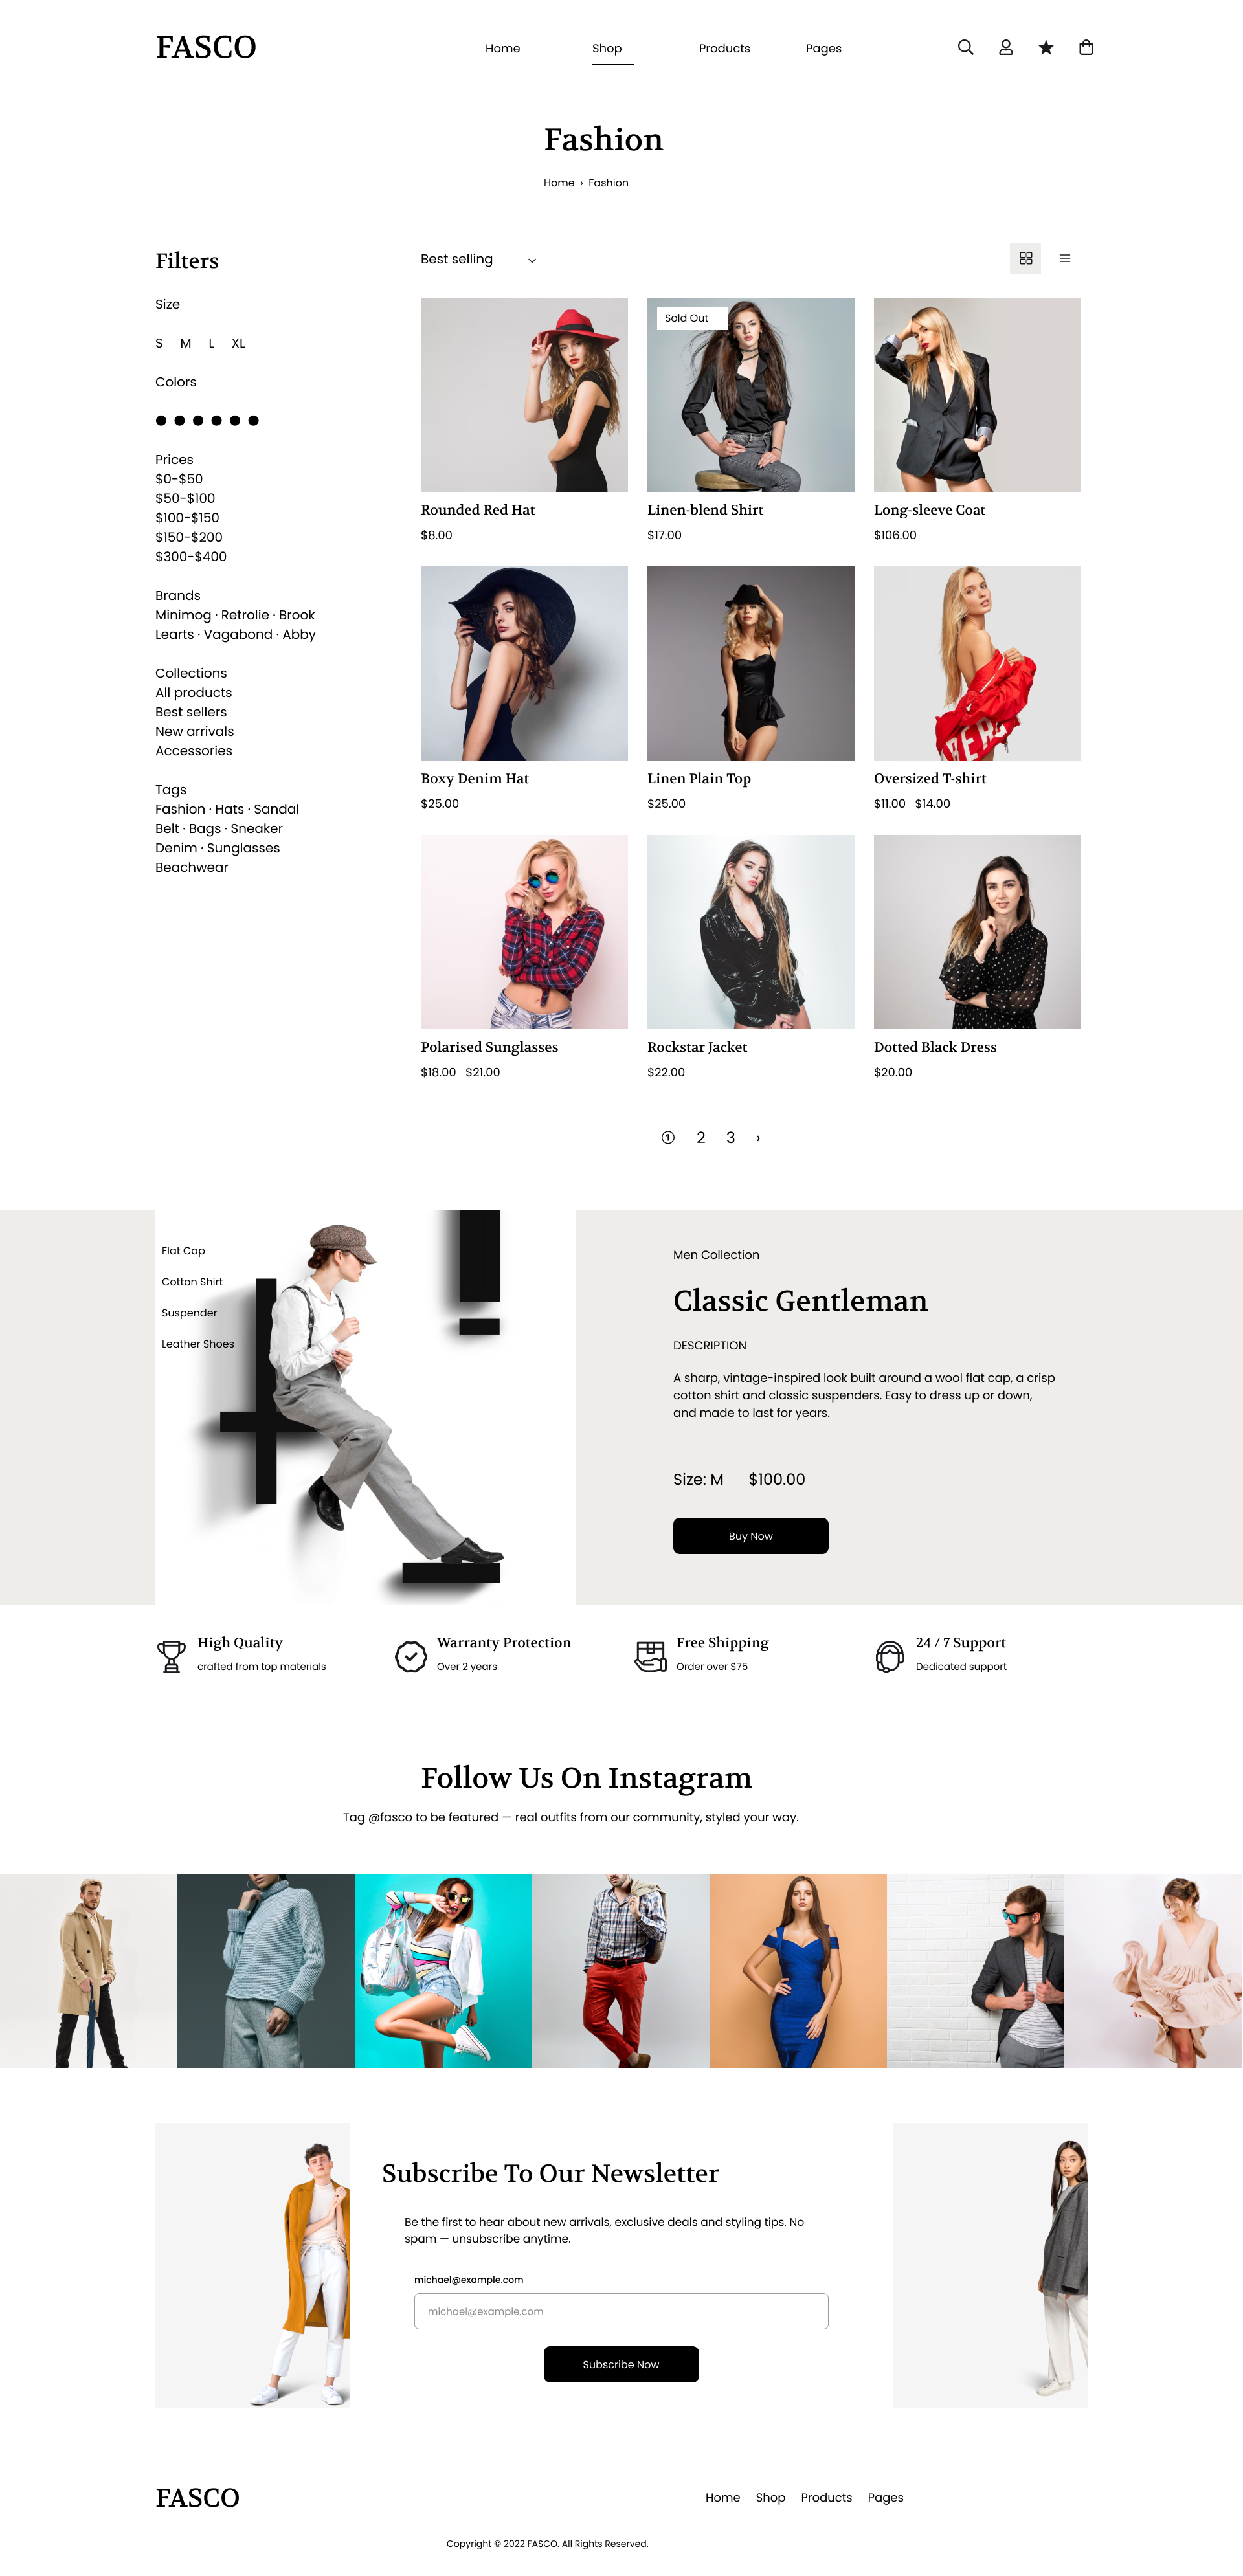 FASCO
Home
Shop
Products
Pages
Fashion
Home › Fashion
Filters
Size
S M L XL
Colors
Prices
$0-$50
$50-$100
$100-$150
$150-$200
$300-$400
Brands
Minimog · Retrolie · Brook
Learts · Vagabond · Abby
Collections
All products
Best sellers
New arrivals
Accessories
Tags
Fashion · Hats · Sandal
Belt · Bags · Sneaker
Denim · Sunglasses
Beachwear
Best selling
Sold Out
Rounded Red Hat
$8.00
Linen-blend Shirt
$17.00
Long-sleeve Coat
$106.00
Boxy Denim Hat
$25.00
Linen Plain Top
$25.00
Oversized T-shirt
$11.00 $14.00
Polarised Sunglasses
$18.00 $21.00
Rockstar Jacket
$22.00
Dotted Black Dress
$20.00
① 2 3 ›
Flat Cap
Cotton Shirt
Suspender
Leather Shoes
Men Collection
Classic Gentleman
DESCRIPTION
A sharp, vintage-inspired look built around a wool flat cap, a crisp
cotton shirt and classic suspenders. Easy to dress up or down,
and made to last for years.
Size: M $100.00
Buy Now
High Quality
crafted from top materials
Warranty Protection
Over 2 years
Free Shipping
Order over $75
24 / 7 Support
Dedicated support
Follow Us On Instagram
Tag @fasco to be featured — real outfits from our community, styled your way.
Subscribe To Our Newsletter
Be the first to hear about new arrivals, exclusive deals and styling tips. No
spam — unsubscribe anytime.
michael@example.com
michael@example.com
Subscribe Now
FASCO
Home Shop Products Pages
Copyright © 2022 FASCO. All Rights Reserved.